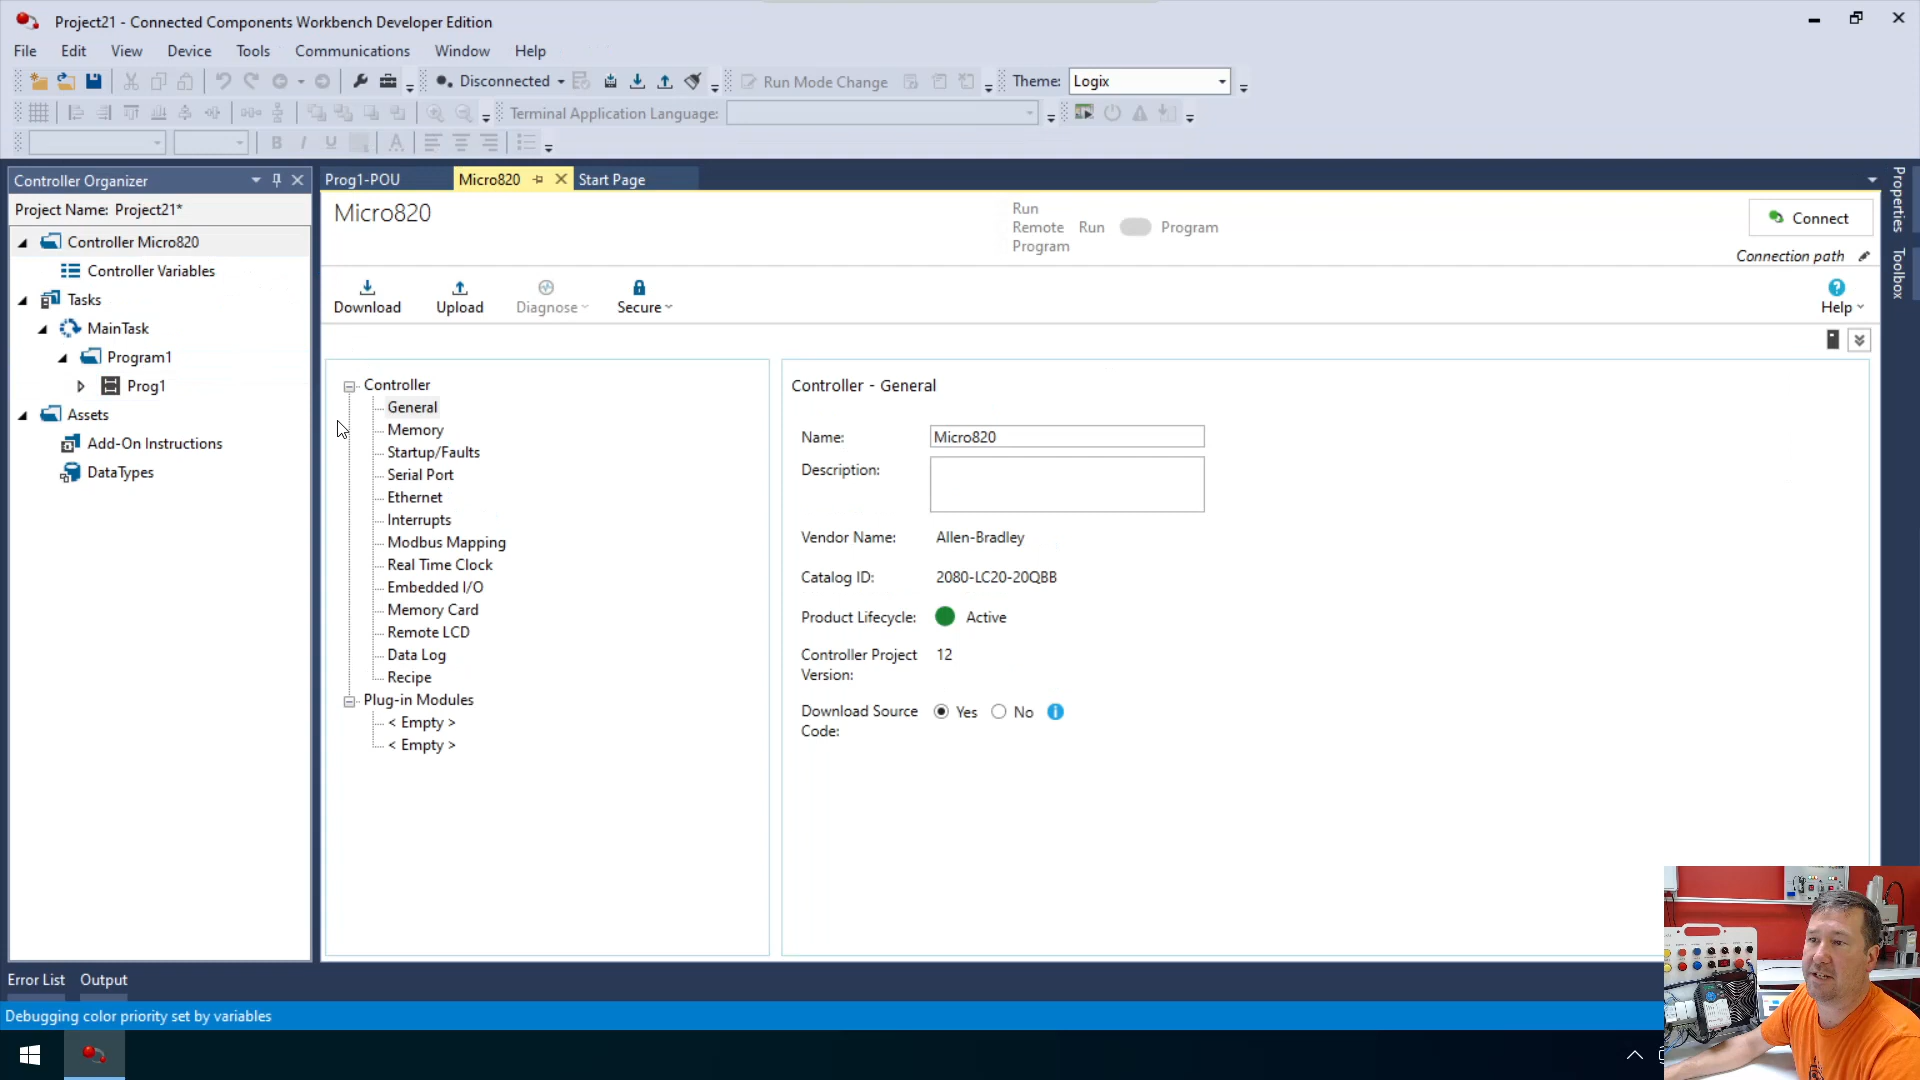 Project21 - Connected Components Workbench Developer Edition
File Edit View Device Tools Communications Window Help
Disconnected Run Mode Change Theme: Logix
Terminal Application Language:
B I U A
Controller Organizer
Project Name: Project21*
Controller Micro820
Controller Variables
Tasks
MainTask
Program1
Prog1
Assets
Add-On Instructions
DataTypes
Prog1-POU Micro820 Start Page
Micro820
Run
Remote
Program
Run Program
Connect
Connection path
Download Upload Diagnose Secure Help
Controller
General
Memory
Startup/Faults
Serial Port
Ethernet
Interrupts
Modbus Mapping
Real Time Clock
Embedded I/O
Memory Card
Remote LCD
Data Log
Recipe
Plug-in Modules
< Empty >
< Empty >
Controller - General
Name: Micro820
Description:
Vendor Name: Allen-Bradley
Catalog ID: 2080-LC20-20QBB
Product Lifecycle: Active
Controller Project
Version: 12
Download Source
Code: Yes No
Properties
Toolbox
Error List Output
Debugging color priority set by variables